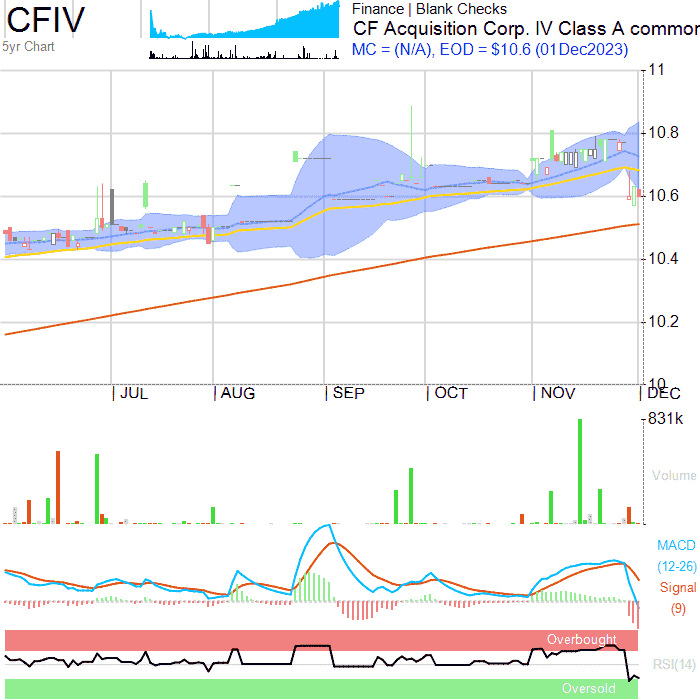 CFIV
5yr Chart
Finance | Blank Checks
CF Acquisition Corp. IV Class A common
MC = (N/A), EOD = $10.6 (01Dec2023)
11
10.8
10.6
10.4
10.2
10
JUL AUG SEP OCT NOV DEC
831k
Volume
MACD
(12-26)
Signal
(9)
Overbought
RSI(14)
Oversold